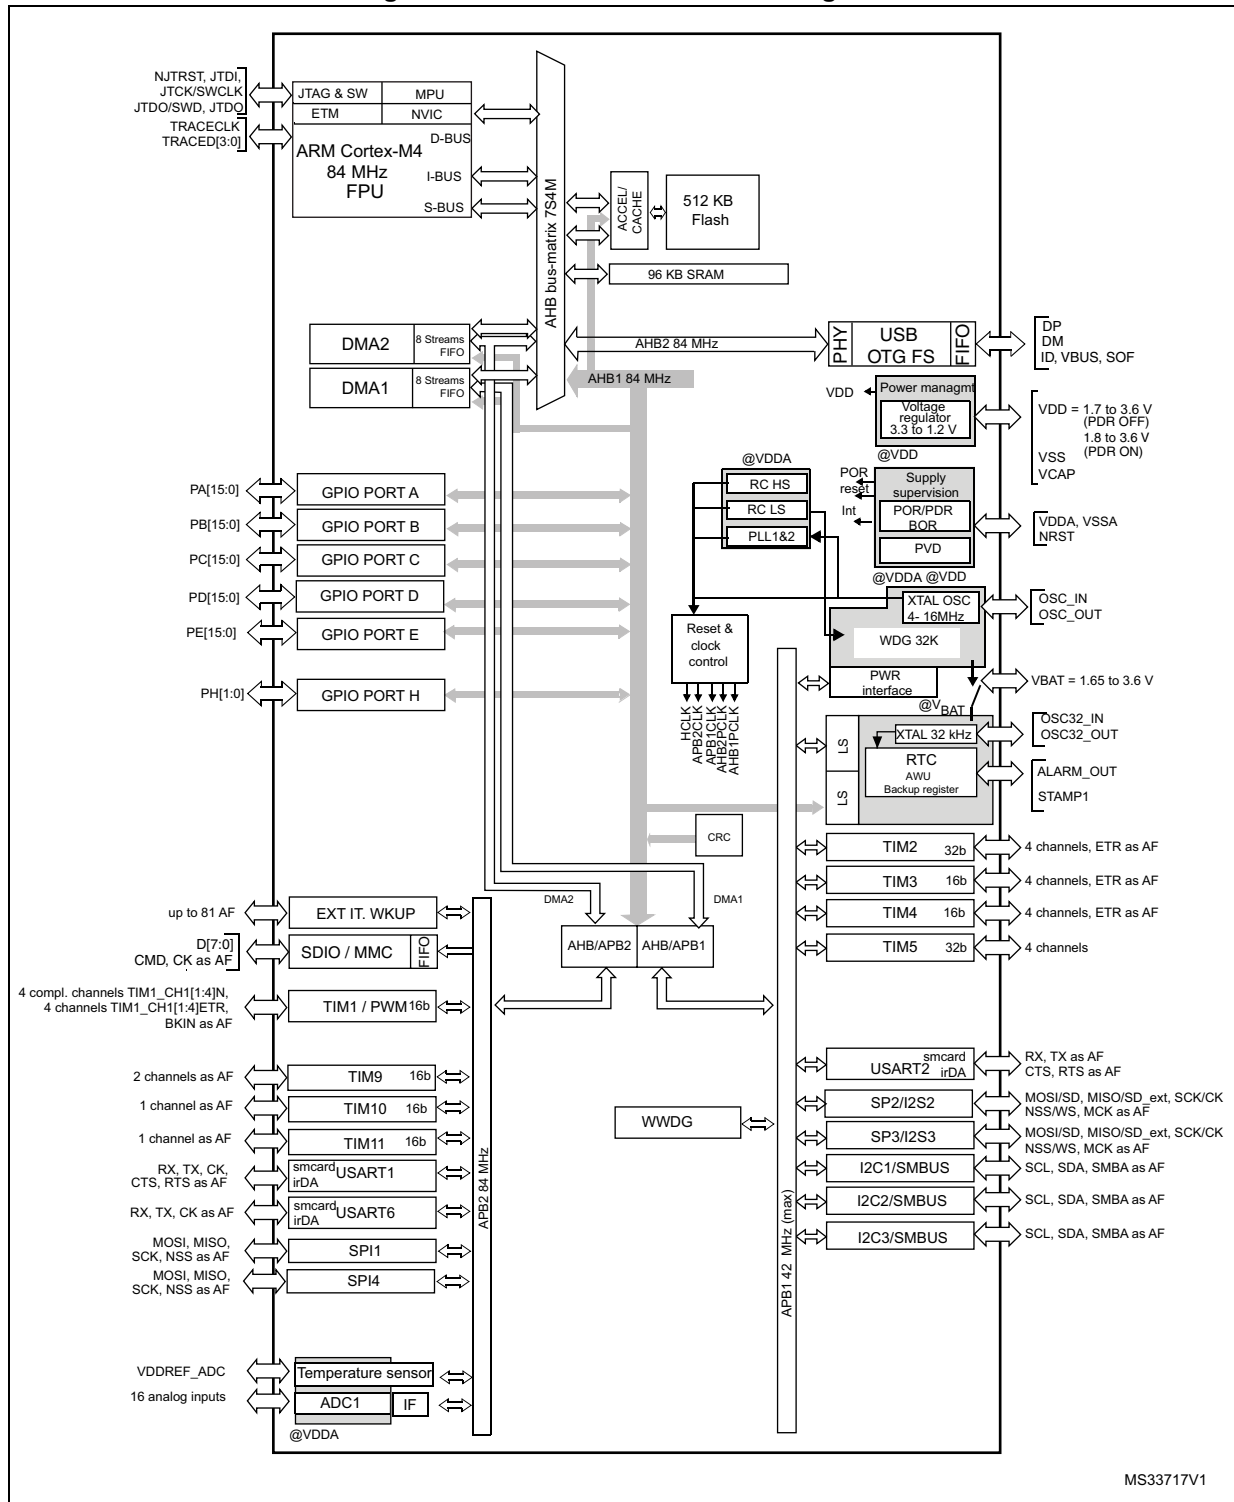 NJTRST, JTDI,
JTCK/SWCLK
JTDO/SWD, JTDO
TRACECLK
TRACED[3:0]
JTAG & SW
MPU
ETM
NVIC
ARM Cortex-M4
84 MHz
FPU
D-BUS
I-BUS
S-BUS
AHB bus-matrix 7S4M
ACCEL/
CACHE
512 KB
Flash
96 KB SRAM
DMA2
8 Streams
FIFO
DMA1
8 Streams
FIFO
AHB2 84 MHz
AHB1 84 MHz
PHY
USB
OTG FS
FIFO
DP
DM
ID, VBUS, SOF
VDD
Power managmt
Voltage
regulator
3.3 to 1.2 V
@VDD
VDD = 1.7 to 3.6 V
(PDR OFF)
1.8 to 3.6 V
(PDR ON)
VSS
VCAP
@VDDA
RC HS
RC LS
PLL1&2
POR
reset
Int
Supply
supervision
POR/PDR
BOR
PVD
VDDA, VSSA
NRST
@VDDA @VDD
XTAL OSC
4- 16MHz
WDG 32K
OSC_IN
OSC_OUT
Reset &
clock
control
HCLK
APB2CLK
APB1CLK
AHB2PCLK
AHB1PCLK
PWR
interface
VBAT = 1.65 to 3.6 V
@VBAT
LS
LS
XTAL 32 kHz
RTC
AWU
Backup register
OSC32_IN
OSC32_OUT
ALARM_OUT
STAMP1
PA[15:0]
GPIO PORT A
PB[15:0]
GPIO PORT B
PC[15:0]
GPIO PORT C
PD[15:0]
GPIO PORT D
PE[15:0]
GPIO PORT E
PH[1:0]
GPIO PORT H
CRC
DMA2
DMA1
AHB/APB2
AHB/APB1
TIM2 32b
4 channels, ETR as AF
TIM3 16b
4 channels, ETR as AF
TIM4 16b
4 channels, ETR as AF
TIM5 32b
4 channels
up to 81 AF
EXT IT. WKUP
D[7:0]
CMD, CK as AF
SDIO / MMC
FIFO
4 compl. channels TIM1_CH1[1:4]N,
4 channels TIM1_CH1[1:4]ETR,
BKIN as AF
TIM1 / PWM 16b
2 channels as AF
TIM9 16b
1 channel as AF
TIM10 16b
1 channel as AF
TIM11 16b
RX, TX, CK,
CTS, RTS as AF
smcard
irDA
USART1
RX, TX, CK as AF
smcard
irDA
USART6
MOSI, MISO,
SCK, NSS as AF
SPI1
MOSI, MISO,
SCK, NSS as AF
SPI4
VDDREF_ADC
Temperature sensor
16 analog inputs
ADC1
IF
@VDDA
APB2 84 MHz
WWDG
APB1 42 MHz (max)
USART2
smcard
irDA
RX, TX as AF
CTS, RTS as AF
SP2/I2S2
MOSI/SD, MISO/SD_ext, SCK/CK
NSS/WS, MCK as AF
SP3/I2S3
MOSI/SD, MISO/SD_ext, SCK/CK
NSS/WS, MCK as AF
I2C1/SMBUS
SCL, SDA, SMBA as AF
I2C2/SMBUS
SCL, SDA, SMBA as AF
I2C3/SMBUS
SCL, SDA, SMBA as AF
MS33717V1